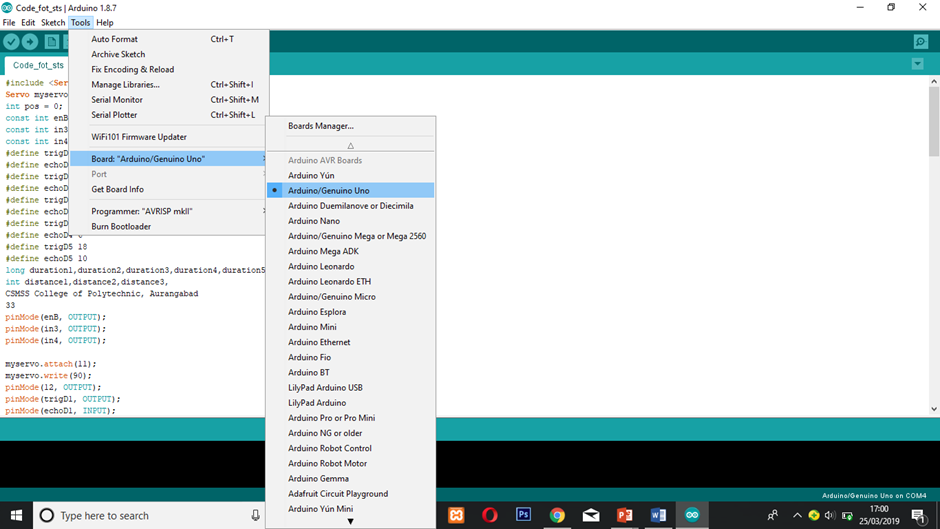 Code_fot_sts | Arduino 1.8.7
File Edit Sketch Tools Help
Auto Format Ctrl+T
Archive Sketch
Fix Encoding & Reload
Manage Libraries... Ctrl+Shift+I
Serial Monitor Ctrl+Shift+M
Serial Plotter Ctrl+Shift+L
WiFi101 Firmware Updater
Board: "Arduino/Genuino Uno"
Port
Get Board Info
Programmer: "AVRISP mkII"
Burn Bootloader
Boards Manager...
Arduino AVR Boards
Arduino Yún
Arduino/Genuino Uno
Arduino Duemilanove or Diecimila
Arduino Nano
Arduino/Genuino Mega or Mega 2560
Arduino Mega ADK
Arduino Leonardo
Arduino Leonardo ETH
Arduino/Genuino Micro
Arduino Esplora
Arduino Mini
Arduino Ethernet
Arduino Fio
Arduino BT
LilyPad Arduino USB
LilyPad Arduino
Arduino Pro or Pro Mini
Arduino NG or older
Arduino Robot Control
Arduino Robot Motor
Arduino Gemma
Adafruit Circuit Playground
Arduino Yún Mini
Code_fot_sts
#include <Ser
Servo myserv
int pos = 0;
const int enB
const int in3
const int in4
#define trigD
#define echoD
#define trigD
#define echoD
#define trigD
#define echoD
#define trigD
#define echoD4
#define trigD5 18
#define echoD5 10
long duration1,duration2,duration3,duration4,duration5
int distance1,distance2,distance3,
CSMSS College of Polytechnic, Aurangabad
33
pinMode(enB, OUTPUT);
pinMode(in3, OUTPUT);
pinMode(in4, OUTPUT);
myservo.attach(11);
myservo.write(90);
pinMode(12, OUTPUT);
pinMode(trigD1, OUTPUT);
pinMode(echoD1, INPUT);
Arduino/Genuino Uno on COM4
Type here to search
17:00
25/03/2019